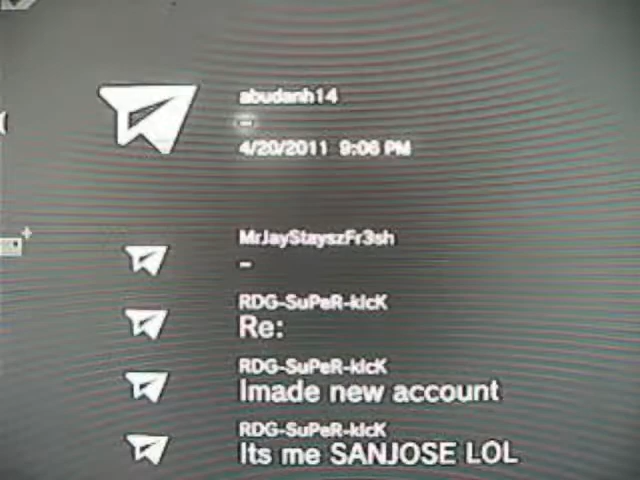 abudanh14
–
4/20/2011 9:06 PM
MrJayStayszFr3sh
–
RDG-SuPeR-kIcK
Re:
RDG-SuPeR-kIcK
Imade new account
RDG-SuPeR-kIcK
Its me SANJOSE LOL